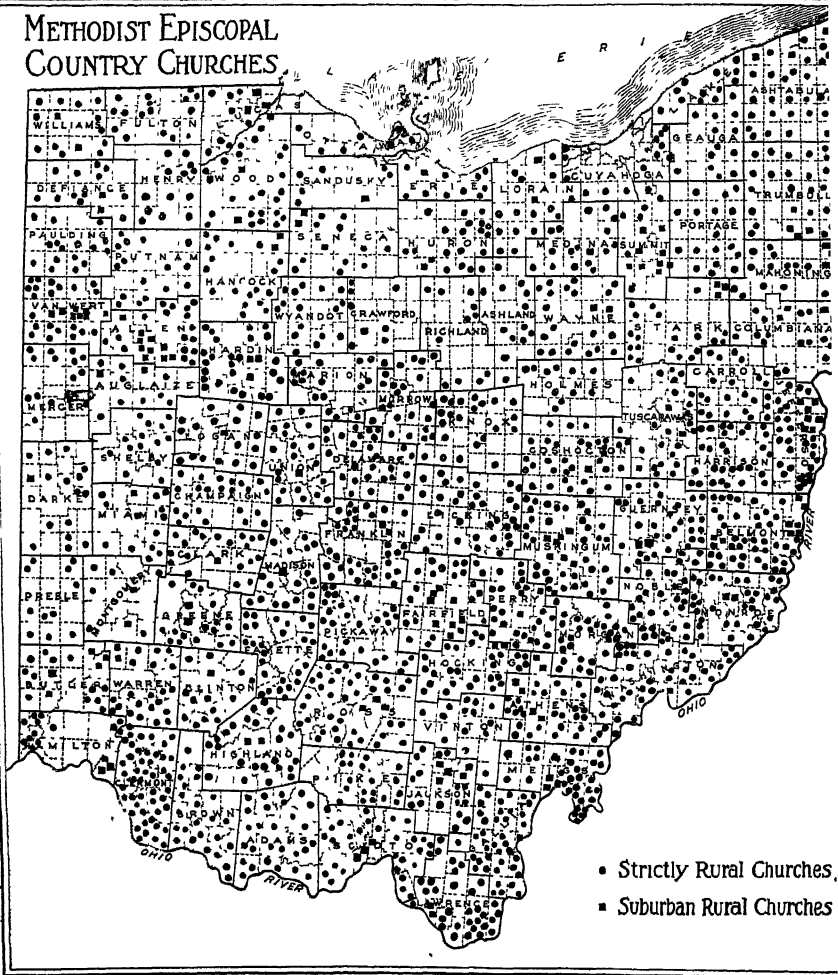 METHODIST EPISCOPAL
COUNTRY CHURCHES
ERIE
ASHTABULA
WILLIAMS FULTON LUCAS
OTTAWA
GEAUGA
CUYAHOGA
DEFIANCE HENRY WOOD SANDUSKY ERIE LORAIN TRUMBULL
PAULDING SENECA HURON MEDINA SUMMIT PORTAGE
PUTNAM MAHONING
HANCOCK
VAN WERT WYANDOT CRAWFORD ASHLAND WAYNE
ALLEN RICHLAND STARK COLUMBIANA
HARDIN
MARION CARROLL
AUGLAIZE HOLMES
MERCER MORROW KNOX TUSCARAWAS
LOGAN
SHELBY UNION DELAWARE COSHOCTON HARRISON
DARKE CHAMPAIGN
MIAMI LICKING GUERNSEY
FRANKLIN BELMONT
CLARK MUSKINGUM
MADISON
RIVER
PREBLE MONTGOMERY NOBLE
GREENE PERRY MONROE
FAIRFIELD
PICKAWAY MORGAN
FAYETTE
HOCKING WASHINGTON
BUTLER WARREN CLINTON
ROSS ATHENS
OHIO
VINTON
HAMILTON HIGHLAND
MEIGS
CLERMONT PIKE
JACKSON
BROWN
ADAMS SCIOTO
OHIO
RIVER
LAWRENCE
• Strictly Rural Churches.
▪ Suburban Rural Churches